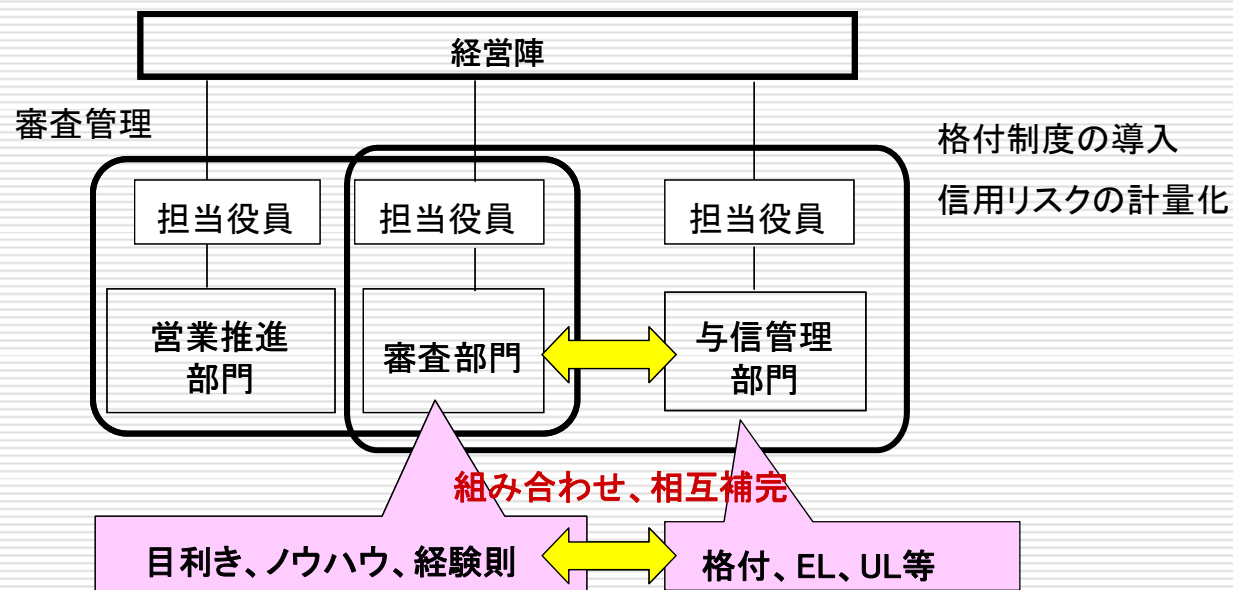 経営陣
審査管理
格付制度の導入
信用リスクの計量化
担当役員
担当役員
担当役員
営業推進
部門
審査部門
与信管理
部門
組み合わせ、相互補完
目利き、ノウハウ、経験則
格付、EL、UL等